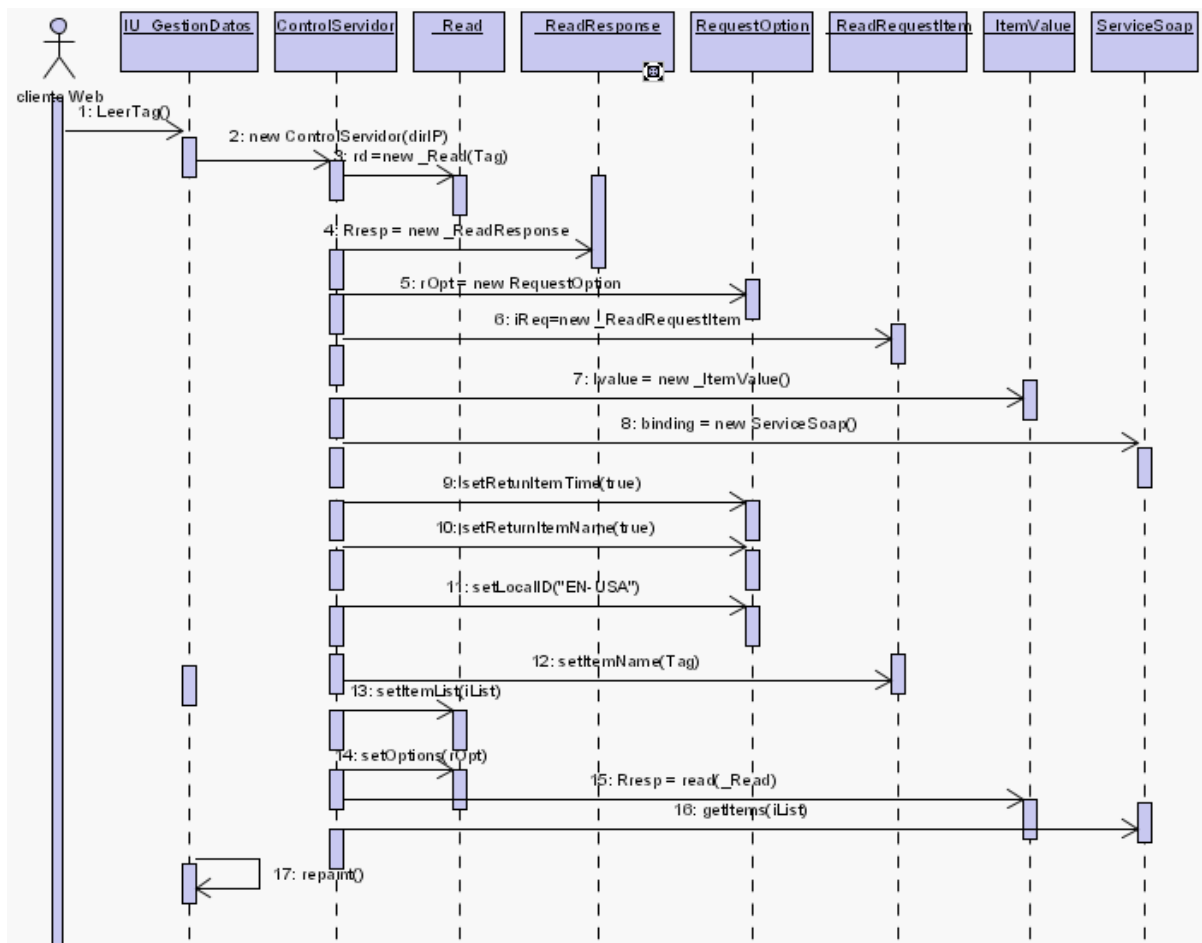 IU_GestionDatos
ControlServidor
_Read
_ReadResponse
RequestOption
_ReadRequestItem
_ItemValue
ServiceSoap
cliente Web
1: LeerTag()
2: new ControlServidor(dirIP)
3: rd =new _Read(Tag)
4: Rresp = new _ReadResponse
5: rOpt = new RequestOption
6: iReq=new _ReadRequestItem
7: Ivalue = new _ItemValue()
8: binding = new ServiceSoap()
9: setRetunItemTime(true)
10: setReturnItemName(true)
11: setLocalID("EN-USA")
12: setItemName(Tag)
13: setItemList(iList)
14: setOptions(rOpt)
15: Rresp = read(_Read)
16: getItems(iList)
17: repaint()